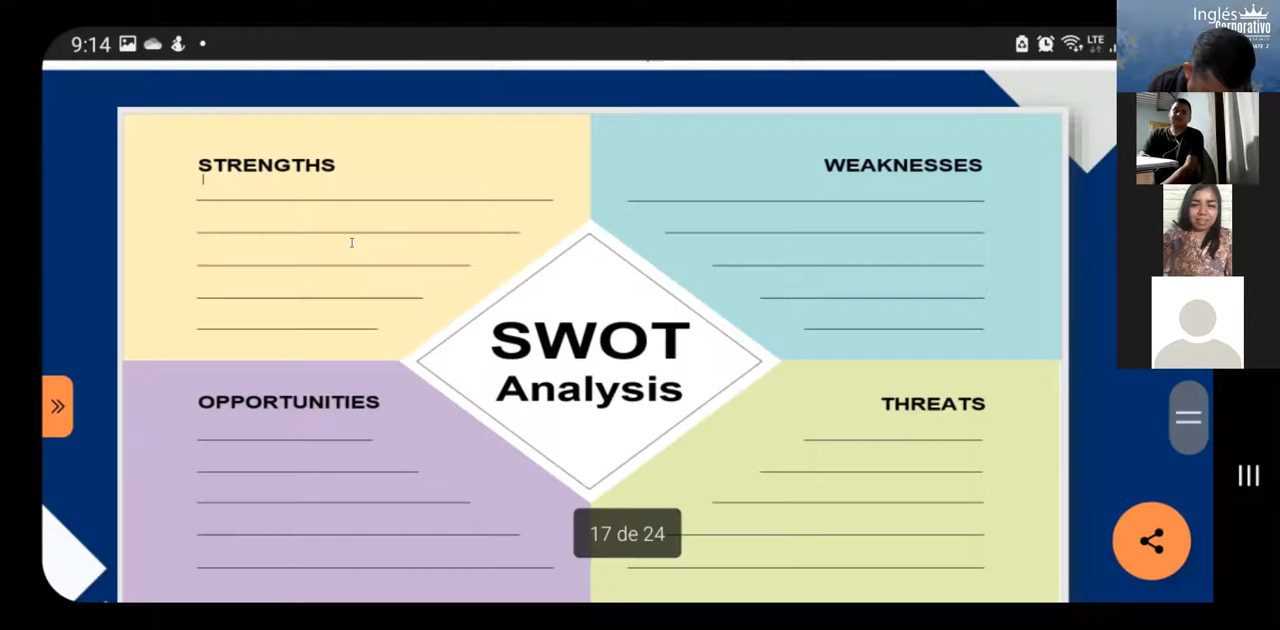 9:14
LTE
Inglés
Corporativo
STRENGTHS
WEAKNESSES
SWOT
Analysis
OPPORTUNITIES
THREATS
17 de 24